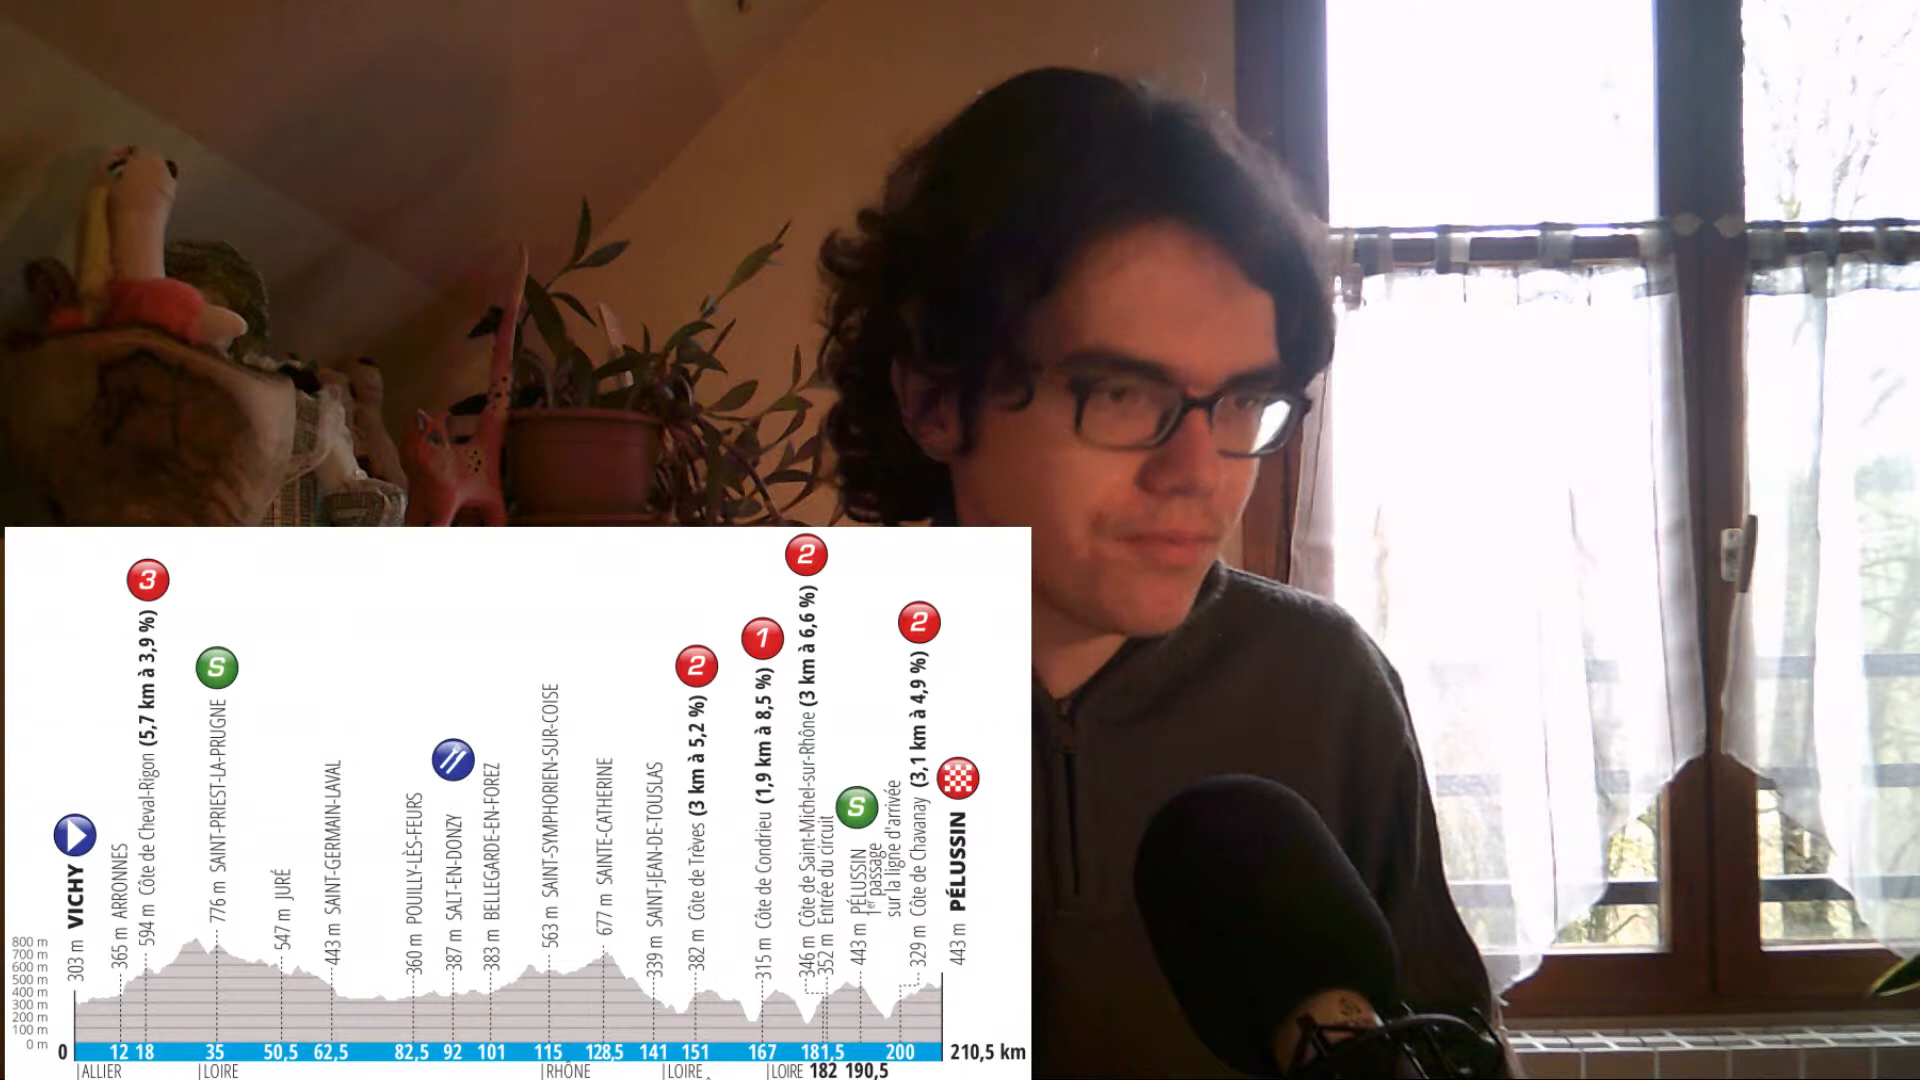 303 m VICHY
365 m ARRONNES
594 m Côte de Cheval-Rigon (5,7 km à 3,9 %)
3
776 m SAINT-PRIEST-LA-PRUGNE
S
547 m JURÉ
443 m SAINT-GERMAIN-LAVAL
360 m POUILLY-LÈS-FEURS
387 m SALT-EN-DONZY
383 m BELLEGARDE-EN-FOREZ
563 m SAINT-SYMPHORIEN-SUR-COISE
677 m SAINTE-CATHERINE
339 m SAINT-JEAN-DE-TOUSLAS
382 m Côte de Trèves (3 km à 5,2 %)
2
315 m Côte de Condrieu (1,9 km à 8,5 %)
1
346 m Côte de Saint-Michel-sur-Rhône (3 km à 6,6 %)
2
352 m Entrée du circuit
443 m PÉLUSSIN
1er passage
sur la ligne d'arrivée
S
329 m Côte de Chavanay (3,1 km à 4,9 %)
2
443 m PÉLUSSIN
800 m
700 m
600 m
500 m
400 m
300 m
200 m
100 m
0 m
0 12 18 35 50,5 62,5 82,5 92 101 115 128,5 141 151 167 181,5 200 210,5 km
ALLIER LOIRE RHÔNE LOIRE LOIRE 182 190,5